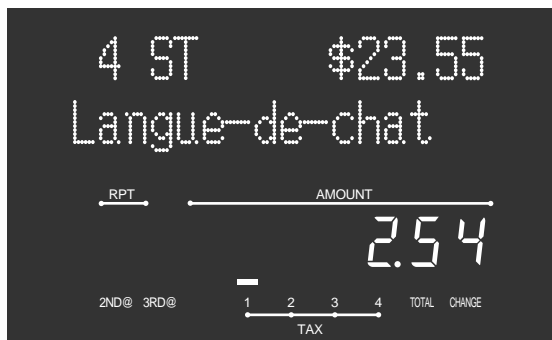 4 ST $23.55
Langue-de-chat
RPT AMOUNT
2.54
2ND@ 3RD@ 1 2 3 4 TOTAL CHANGE
TAX